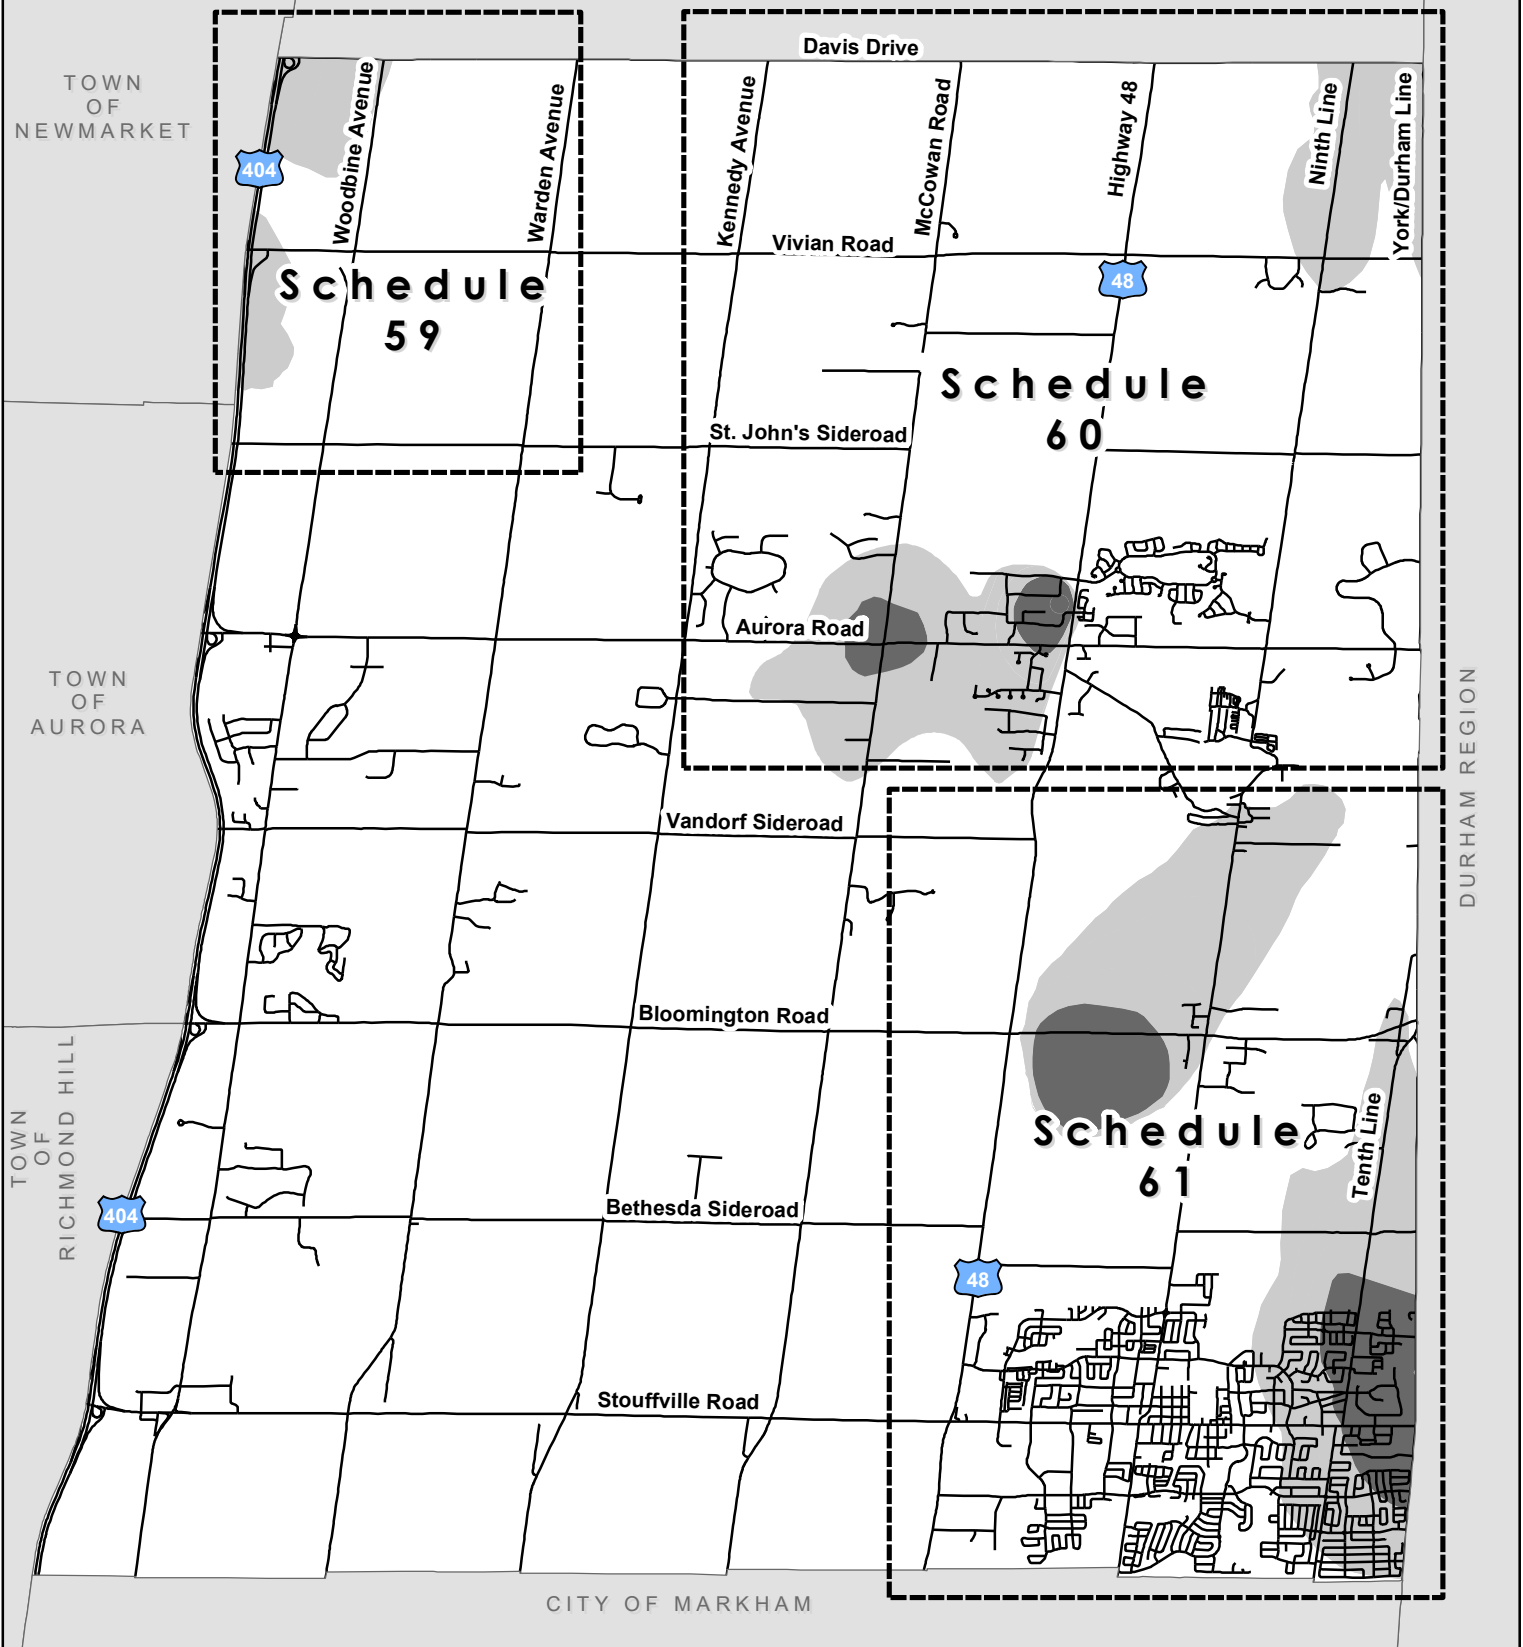 Davis Drive
TOWN
OF
NEWMARKET
Woodbine Avenue
Warden Avenue
Kennedy Avenue
McCowan Road
Highway 48
Ninth Line
York/Durham Line
404
Vivian Road
Schedule
59
48
Schedule
60
St. John's Sideroad
Aurora Road
TOWN
OF
AURORA
DURHAM REGION
Vandorf Sideroad
Bloomington Road
TOWN
OF
RICHMOND HILL
Schedule
61
Tenth Line
404
Bethesda Sideroad
48
Stouffville Road
CITY OF MARKHAM